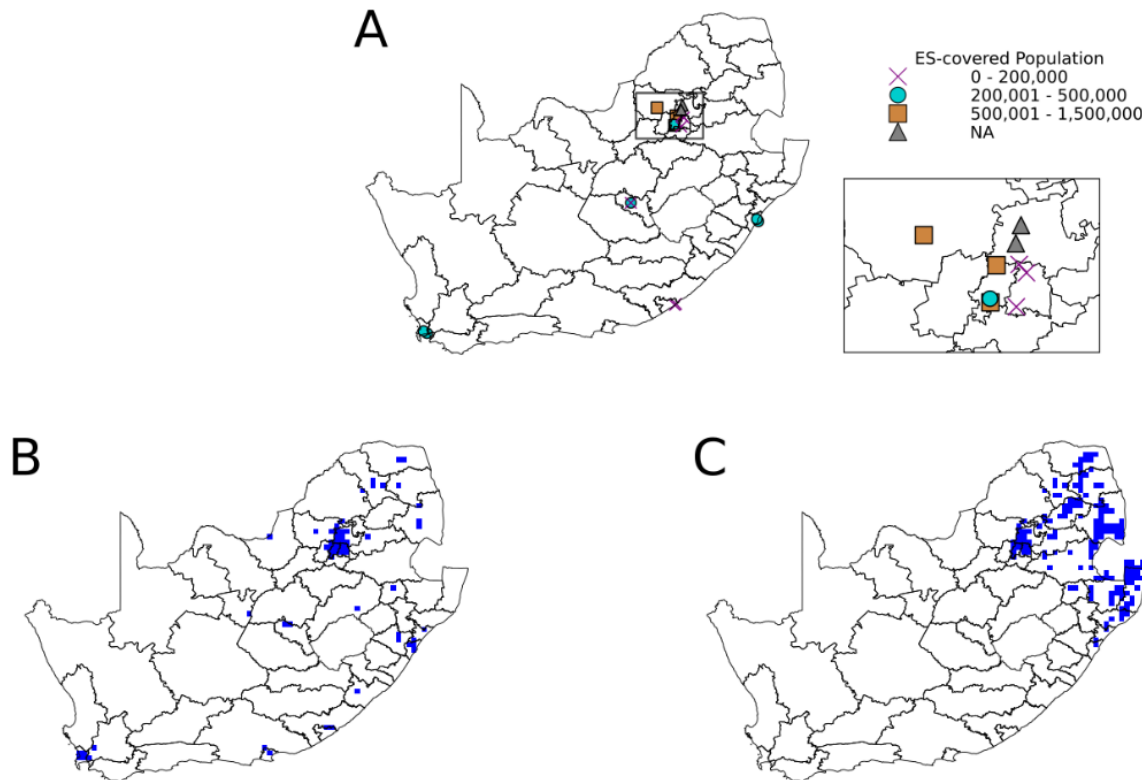 A
ES-covered Population
0 - 200,000
200,001 - 500,000
500,001 - 1,500,000
NA
B
C